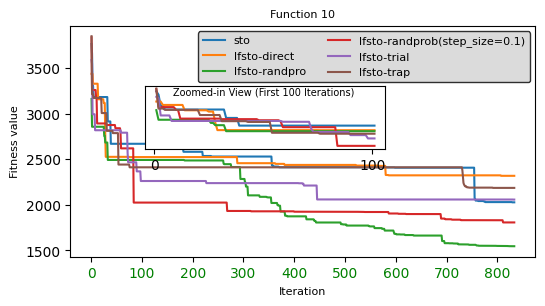 Function 10
sto
lfsto-direct
lfsto-randpro
lfsto-randprob(step_size=0.1)
lfsto-trial
lfsto-trap
Zoomed-in View (First 100 Iterations)
0
100
Fitness value
3500
3000
2500
2000
1500
0 100 200 300 400 500 600 700 800
Iteration